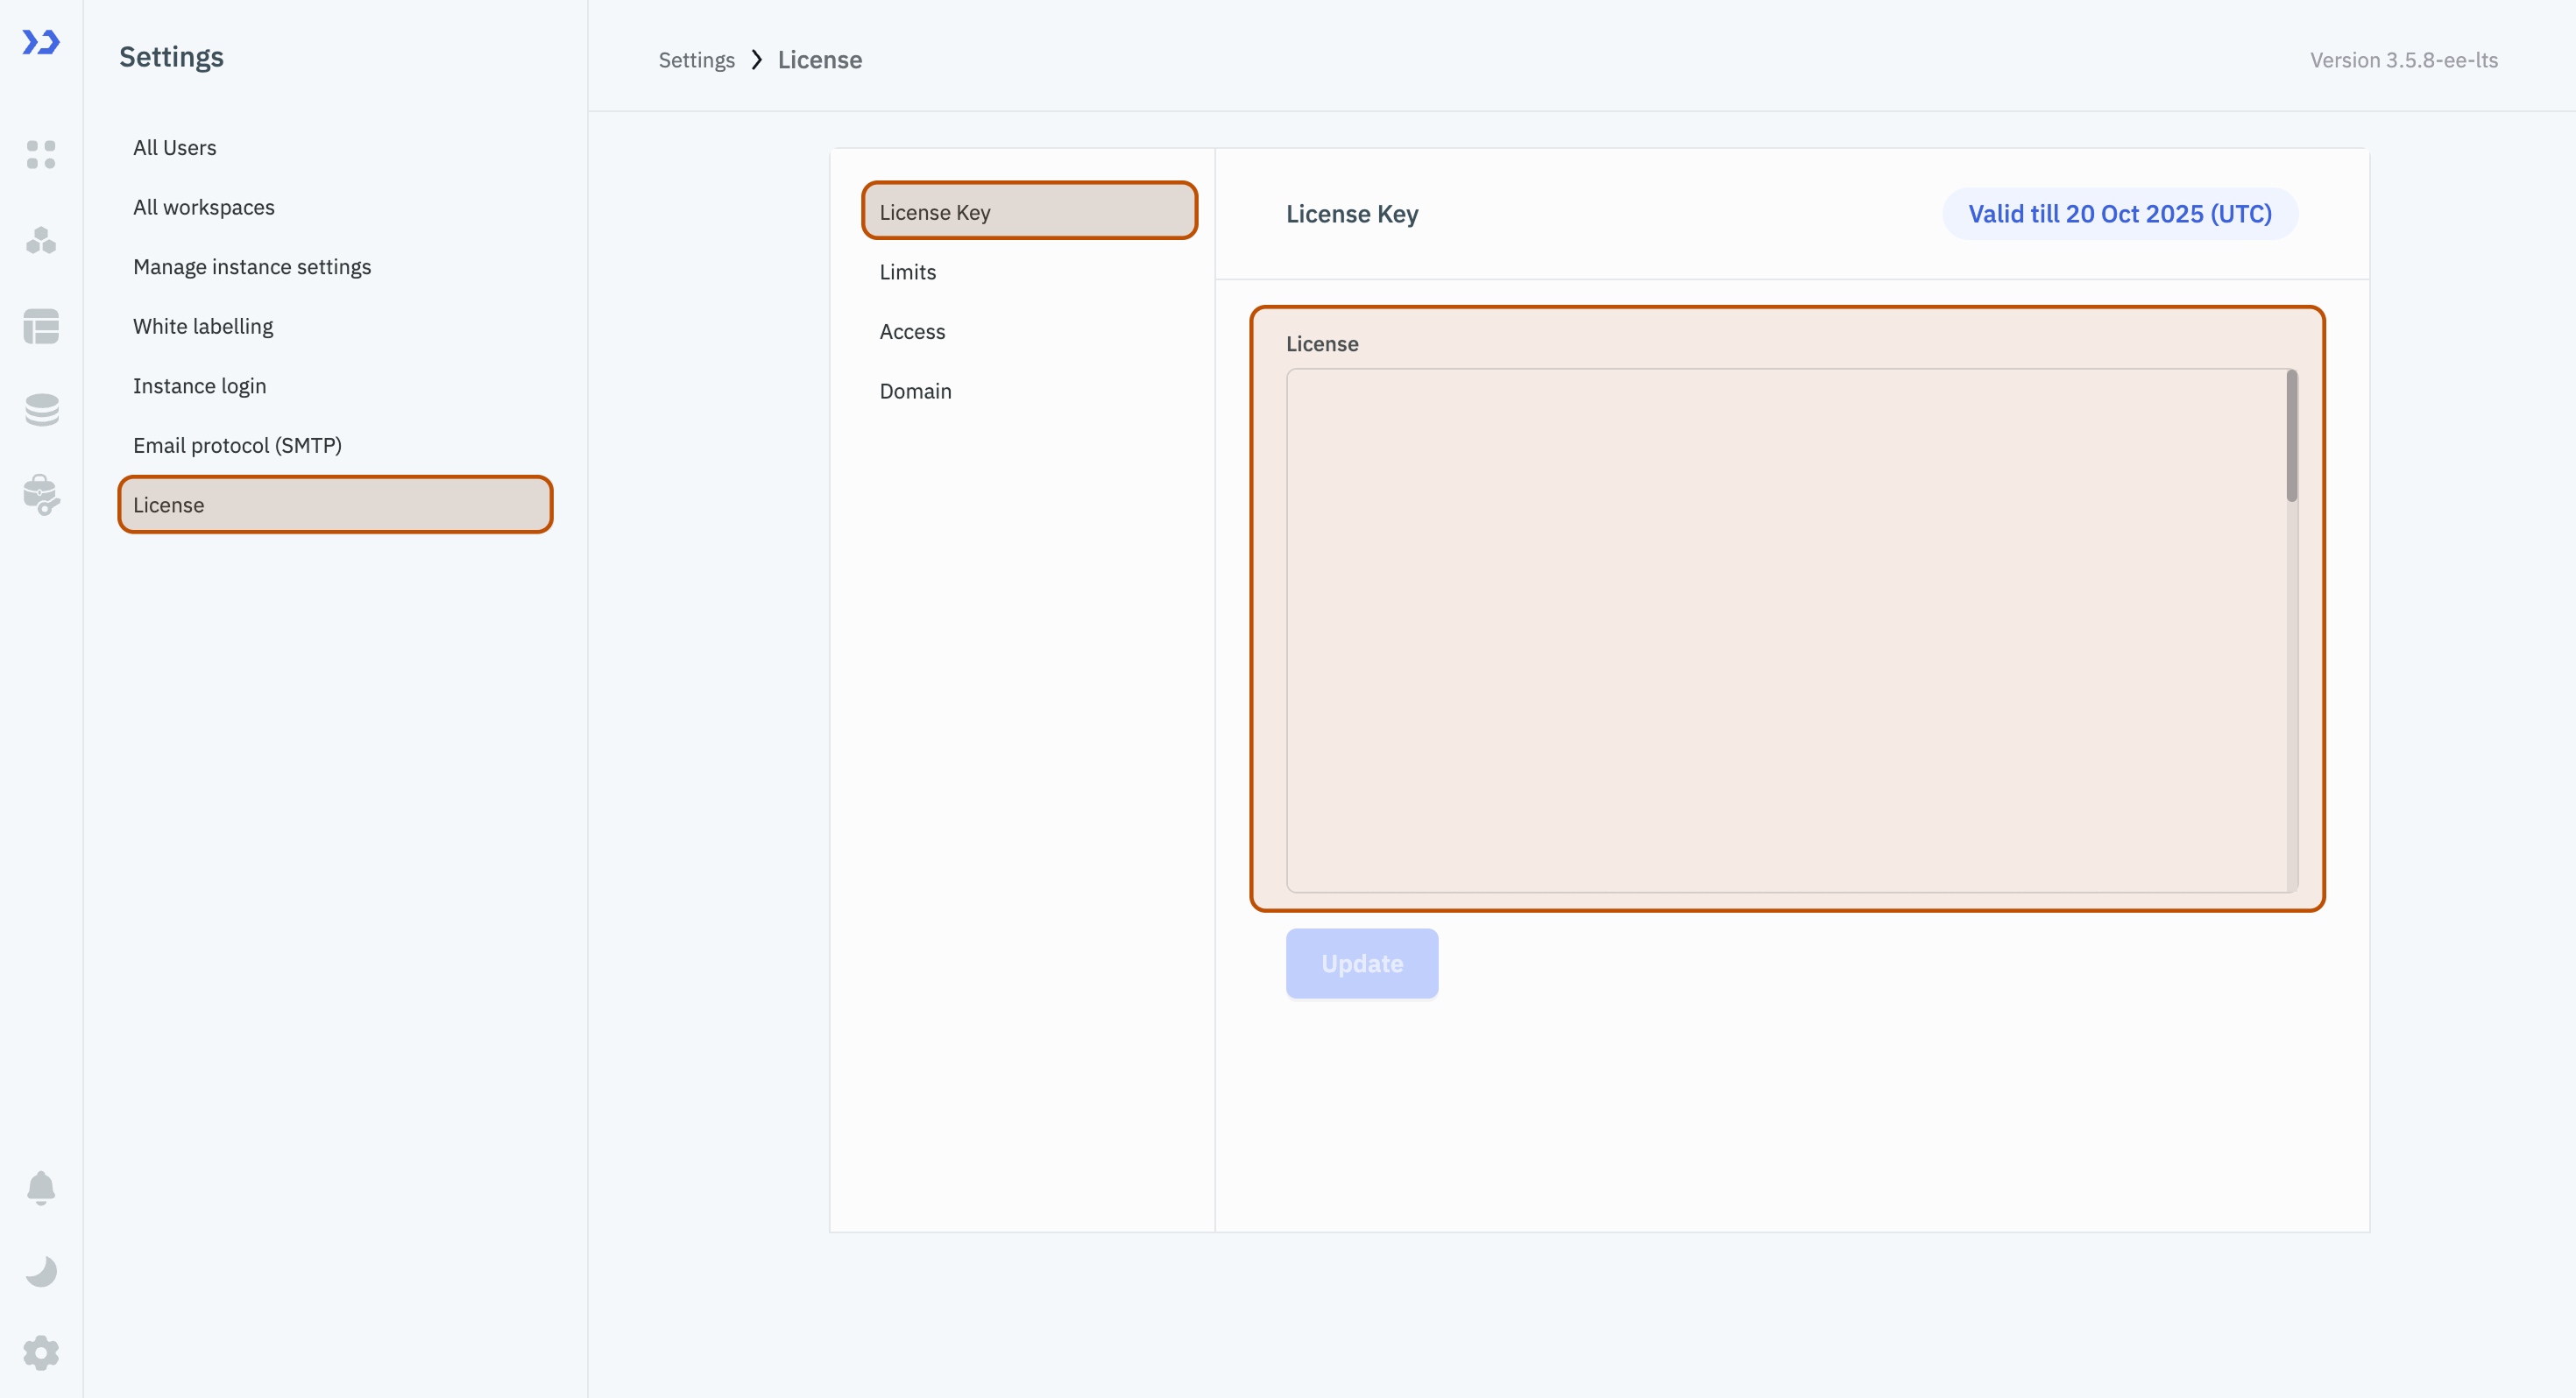 Settings
All Users
All workspaces
Manage instance settings
White labelling
Instance login
Email protocol (SMTP)
License
Settings License
Version 3.5.8-ee-lts
License Key
Limits
Access
Domain
License Key
Valid till 20 Oct 2025 (UTC)
License
Update